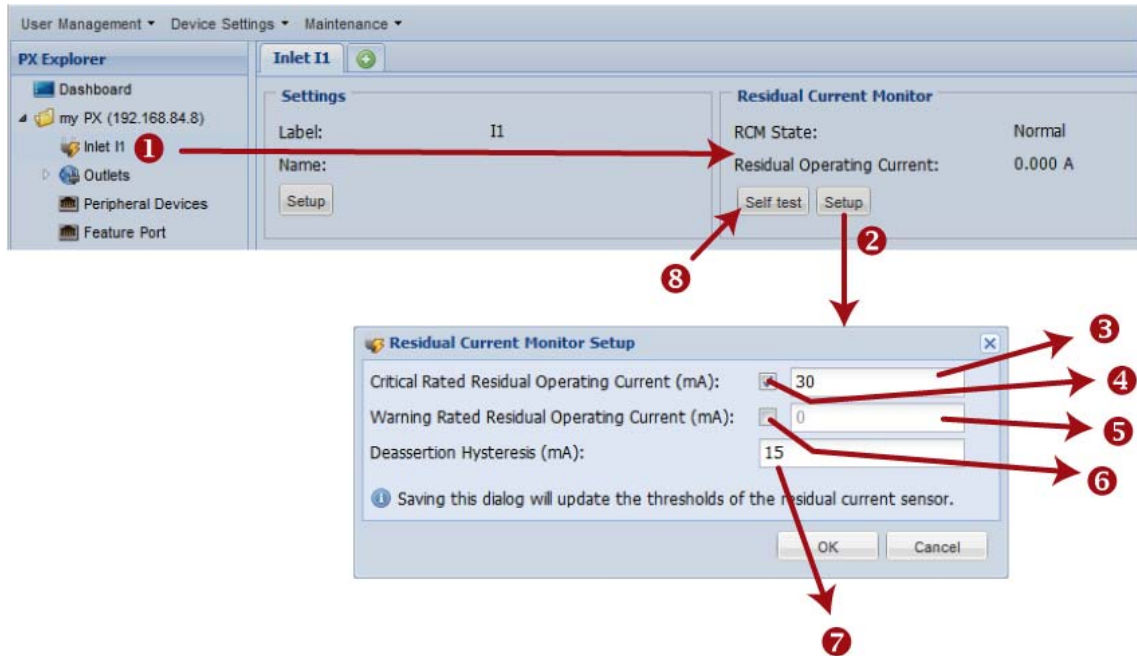 User Management Device Settings Maintenance
PX Explorer
Dashboard
my PX (192.168.84.8)
Inlet I1 1
Outlets
Peripheral Devices
Feature Port
Inlet I1
Settings
Label: I1
Name:
Setup
Residual Current Monitor
RCM State: Normal
Residual Operating Current: 0.000 A
Self test Setup
8
2
Residual Current Monitor Setup
Critical Rated Residual Operating Current (mA): 30
3
4
Warning Rated Residual Operating Current (mA): 0
5
Deassertion Hysteresis (mA): 15
6
Saving this dialog will update the thresholds of the residual current sensor.
OK Cancel
7